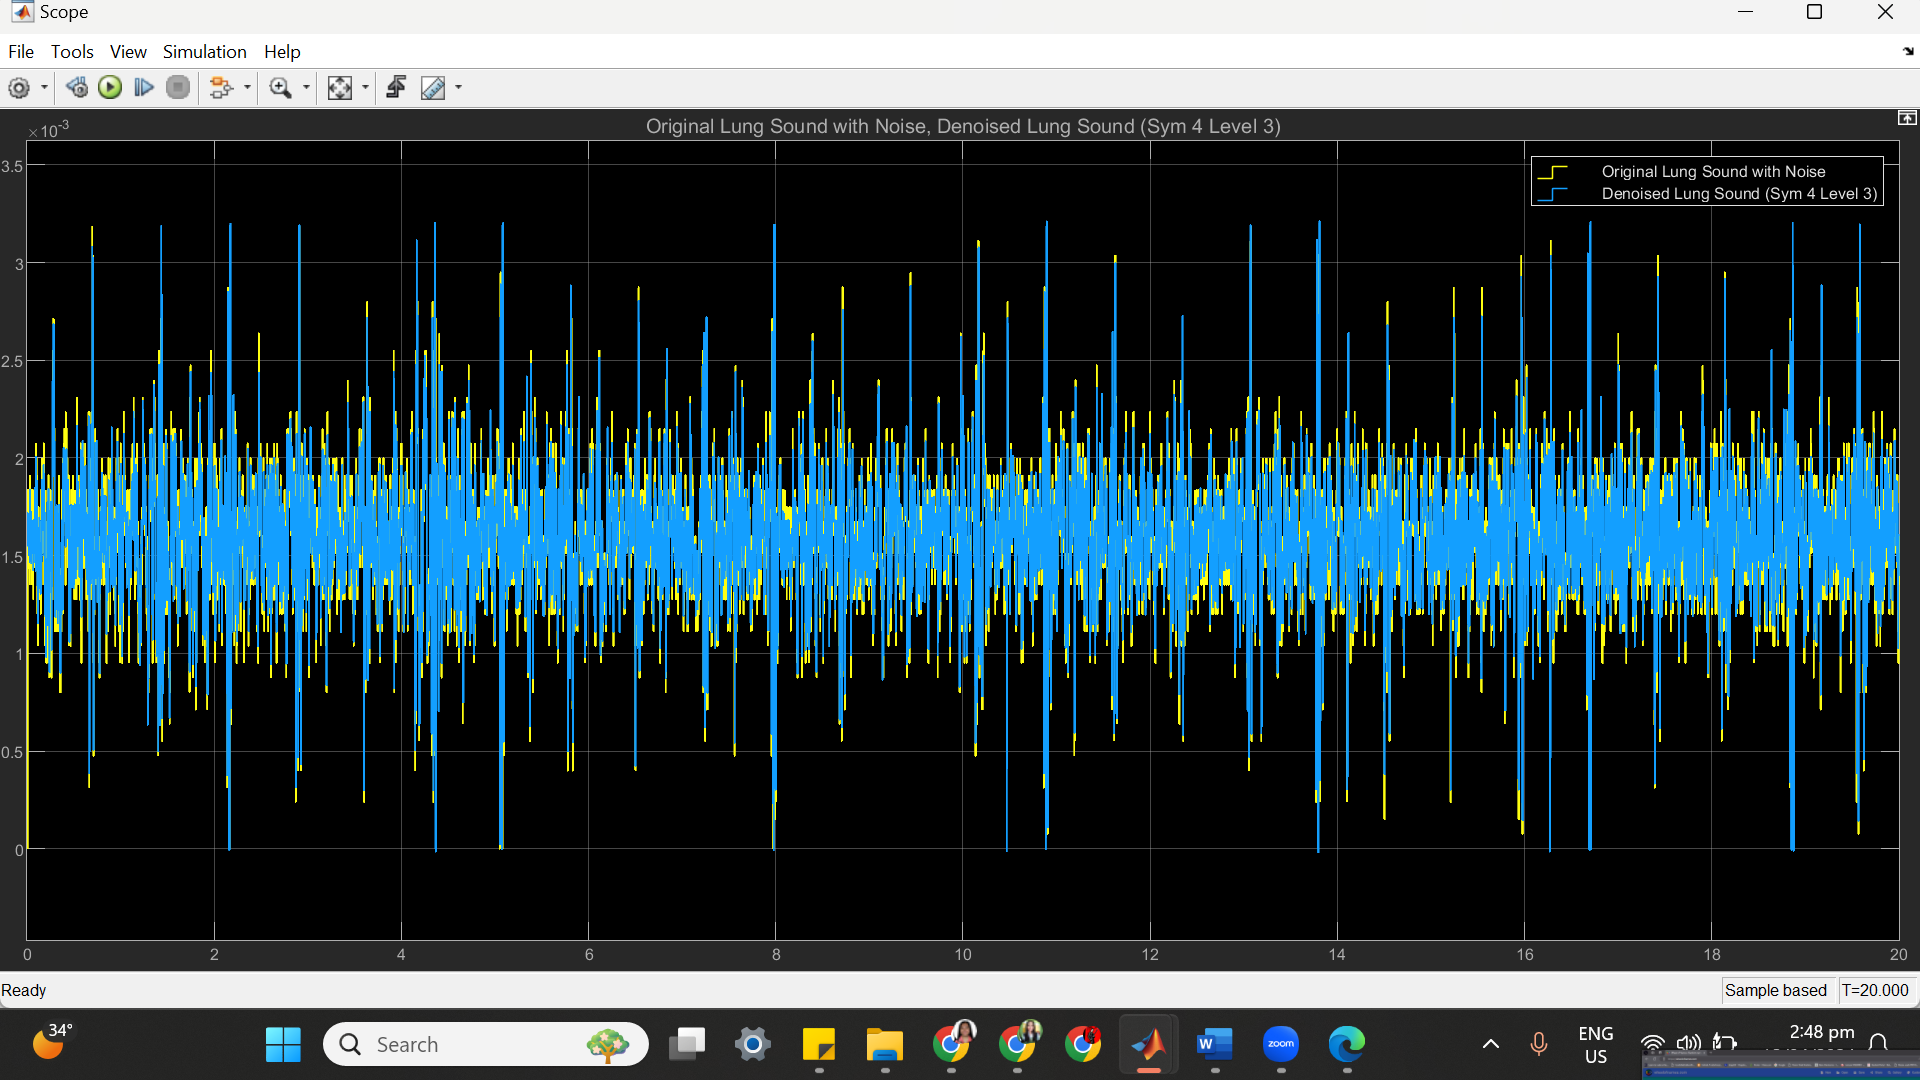 Scope
File Tools View Simulation Help
×10-3
Original Lung Sound with Noise, Denoised Lung Sound (Sym 4 Level 3)
3.5
Original Lung Sound with Noise
Denoised Lung Sound (Sym 4 Level 3)
3
2.5
2
1.5
1
0.5
0
0 2 4 6 8 10 12 14 16 18 20
Ready
Sample based T=20.000
34°
Search
W
zoom
ENG
US
2:48 pm